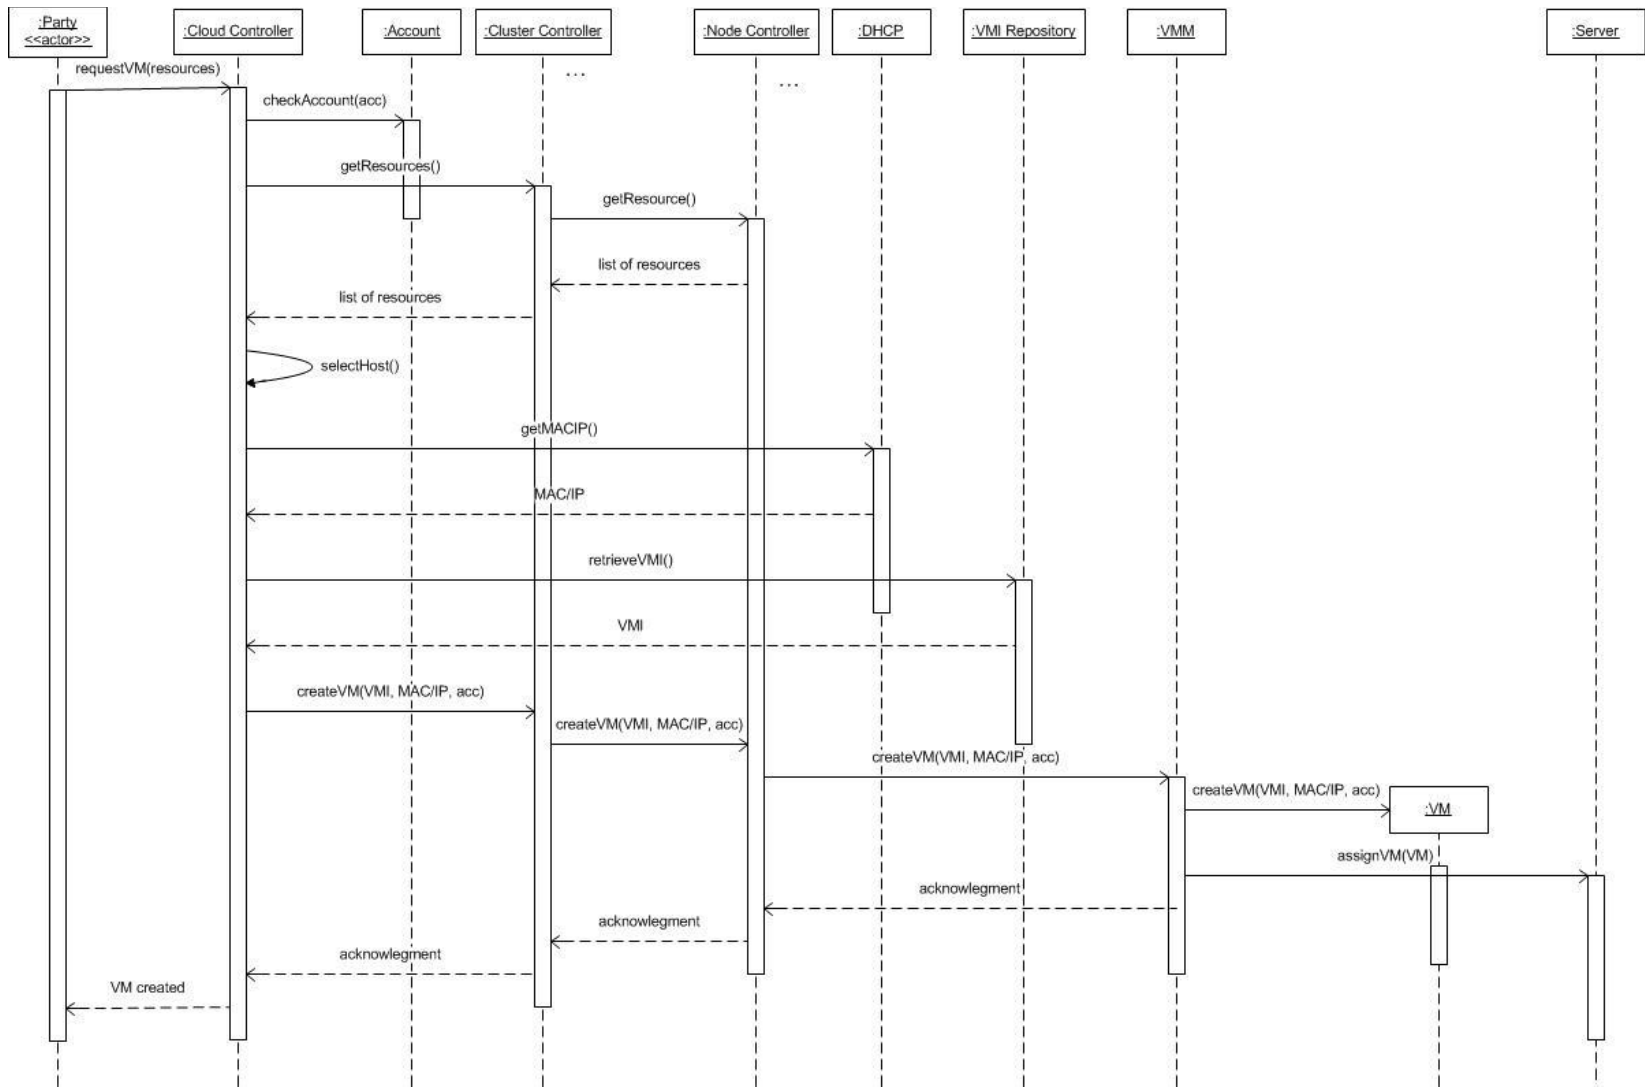 :Party
<<actor>>
:Cloud Controller
:Account
:Cluster Controller
:Node Controller
:DHCP
:VMI Repository
:VMM
:Server
requestVM(resources)
...
...
checkAccount(acc)
getResources()
getResource()
list of resources
list of resources
selectHost()
getMACIP()
MAC/IP
retrieveVMI()
VMI
createVM(VMI, MAC/IP, acc)
createVM(VMI, MAC/IP, acc)
createVM(VMI, MAC/IP, acc)
createVM(VMI, MAC/IP, acc)
:VM
assignVM(VM)
acknowlegment
acknowlegment
acknowlegment
VM created